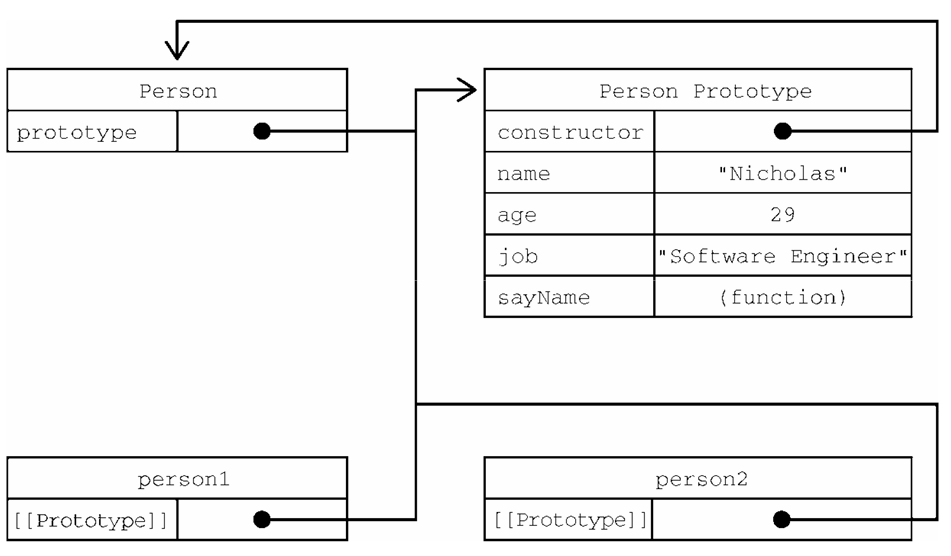 Person
prototype
Person Prototype
constructor
name "Nicholas"
age 29
job "Software Engineer"
sayName (function)
person1
[[Prototype]]
person2
[[Prototype]]